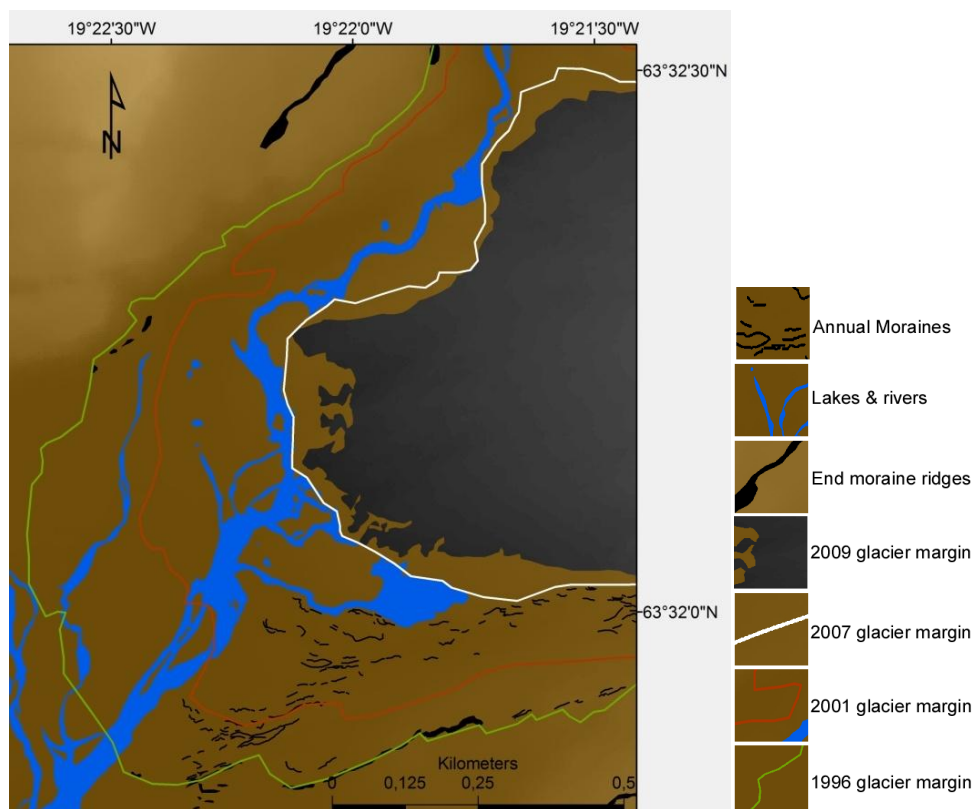 19°22'30"W 19°22'0"W 19°21'30"W
63°32'30"N
N
Annual Moraines
Lakes & rivers
End moraine ridges
2009 glacier margin
2007 glacier margin
63°32'0"N
2001 glacier margin
1996 glacier margin
Kilometers
0 0,125 0,25 0,5